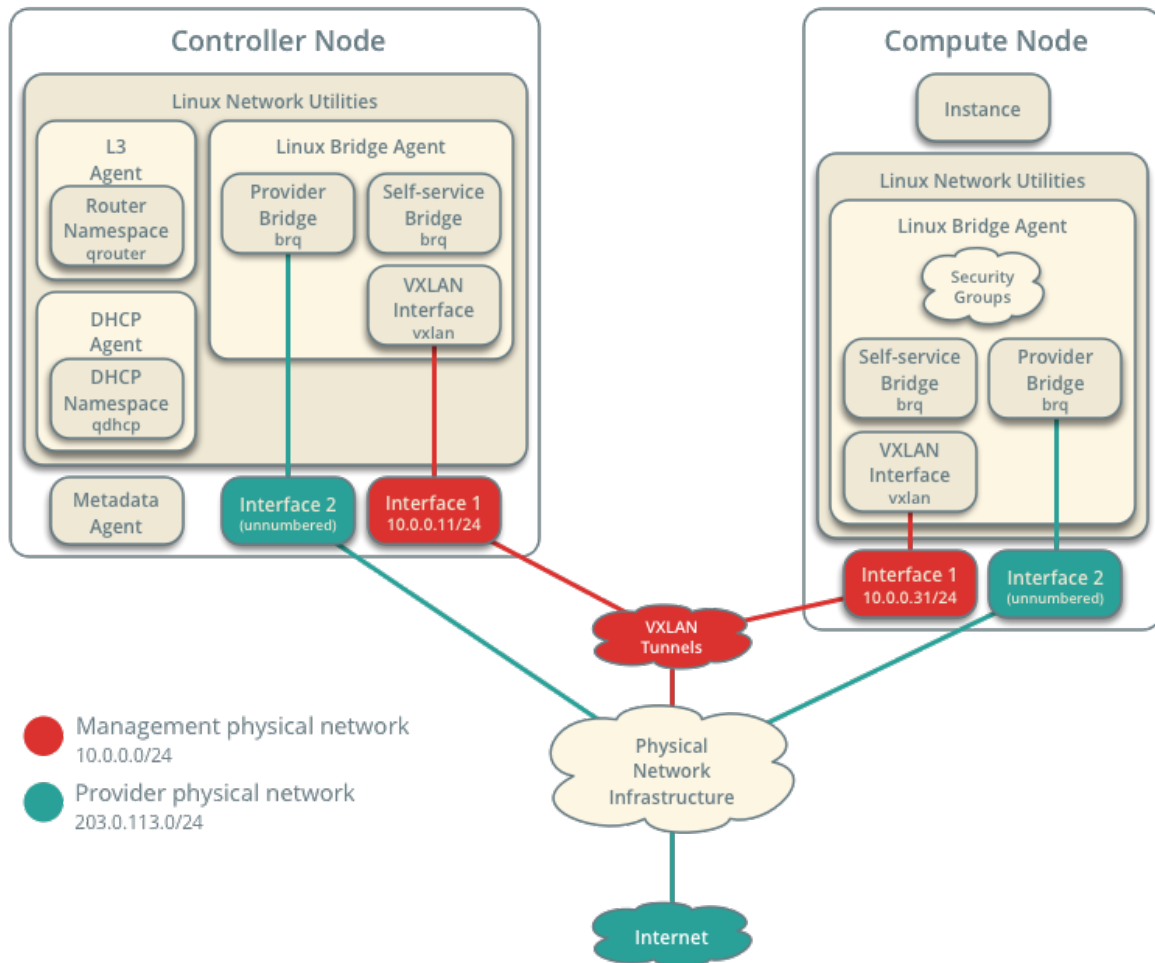 Controller Node
Linux Network Utilities
L3
Agent
Router
Namespace
qrouter
DHCP
Agent
DHCP
Namespace
qdhcp
Linux Bridge Agent
Provider
Bridge
brq
Self-service
Bridge
brq
VXLAN
Interface
vxlan
Metadata
Agent
Interface 2
(unnumbered)
Interface 1
10.0.0.11/24
Compute Node
Instance
Linux Network Utilities
Linux Bridge Agent
Security
Groups
Self-service
Bridge
brq
Provider
Bridge
brq
VXLAN
Interface
vxlan
Interface 1
10.0.0.31/24
Interface 2
(unnumbered)
VXLAN
Tunnels
Physical
Network
Infrastructure
Internet
Management physical network
10.0.0.0/24
Provider physical network
203.0.113.0/24